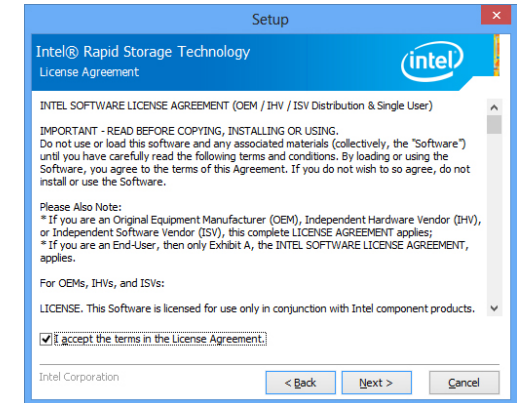 Setup
Intel® Rapid Storage Technology
License Agreement
intel
INTEL SOFTWARE LICENSE AGREEMENT (OEM / IHV / ISV Distribution & Single User)
IMPORTANT - READ BEFORE COPYING, INSTALLING OR USING.
Do not use or load this software and any associated materials (collectively, the "Software")
until you have carefully read the following terms and conditions. By loading or using the
Software, you agree to the terms of this Agreement. If you do not wish to so agree, do not
install or use the Software.
Please Also Note:
* If you are an Original Equipment Manufacturer (OEM), Independent Hardware Vendor (IHV),
or Independent Software Vendor (ISV), this complete LICENSE AGREEMENT applies;
* If you are an End-User, then only Exhibit A, the INTEL SOFTWARE LICENSE AGREEMENT,
applies.
For OEMs, IHVs, and ISVs:
LICENSE. This Software is licensed for use only in conjunction with Intel component products.
I accept the terms in the License Agreement.
Intel Corporation
< Back
Next >
Cancel